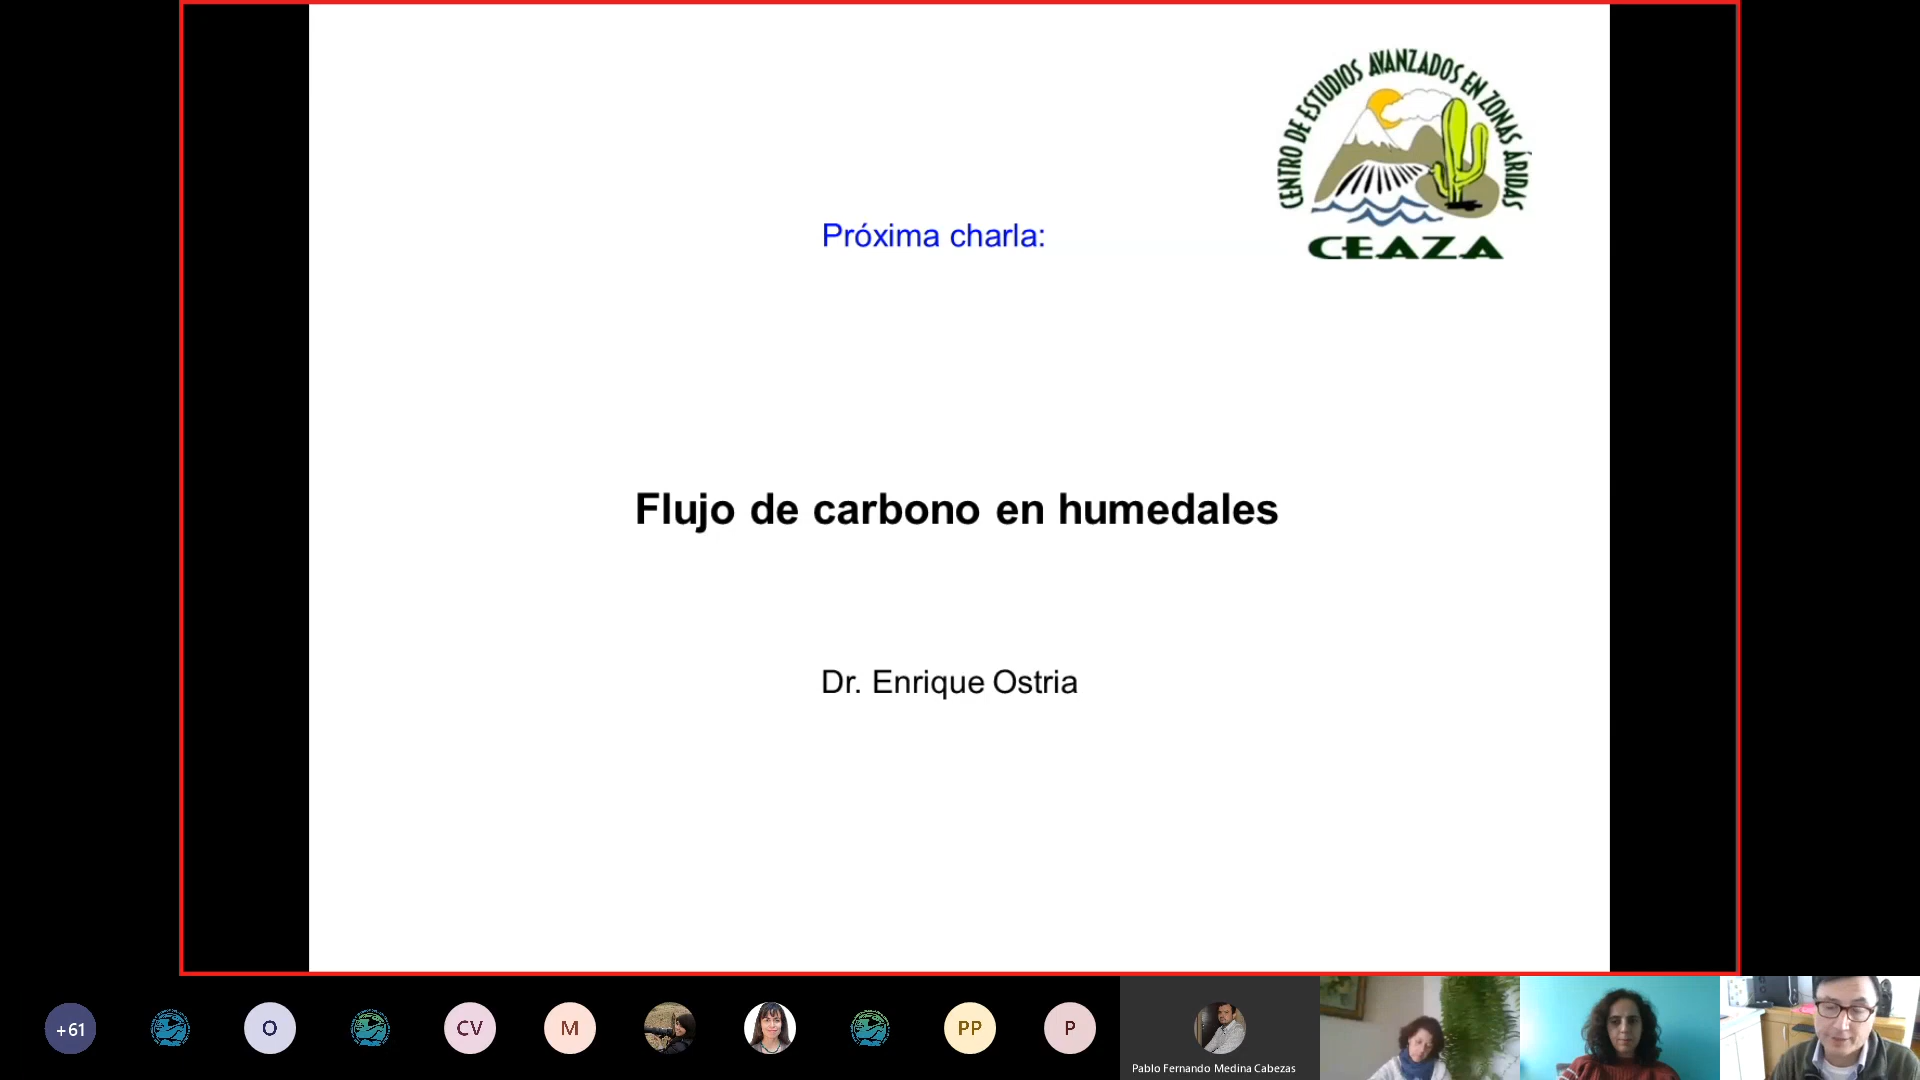 CENTRO DE ESTUDIOS AVANZADOS EN ZONAS ÁRIDAS
CEAZA
Próxima charla:
Flujo de carbono en humedales
Dr. Enrique Ostria
+61
O
CV
M
PP
P
Pablo Fernando Medina Cabezas